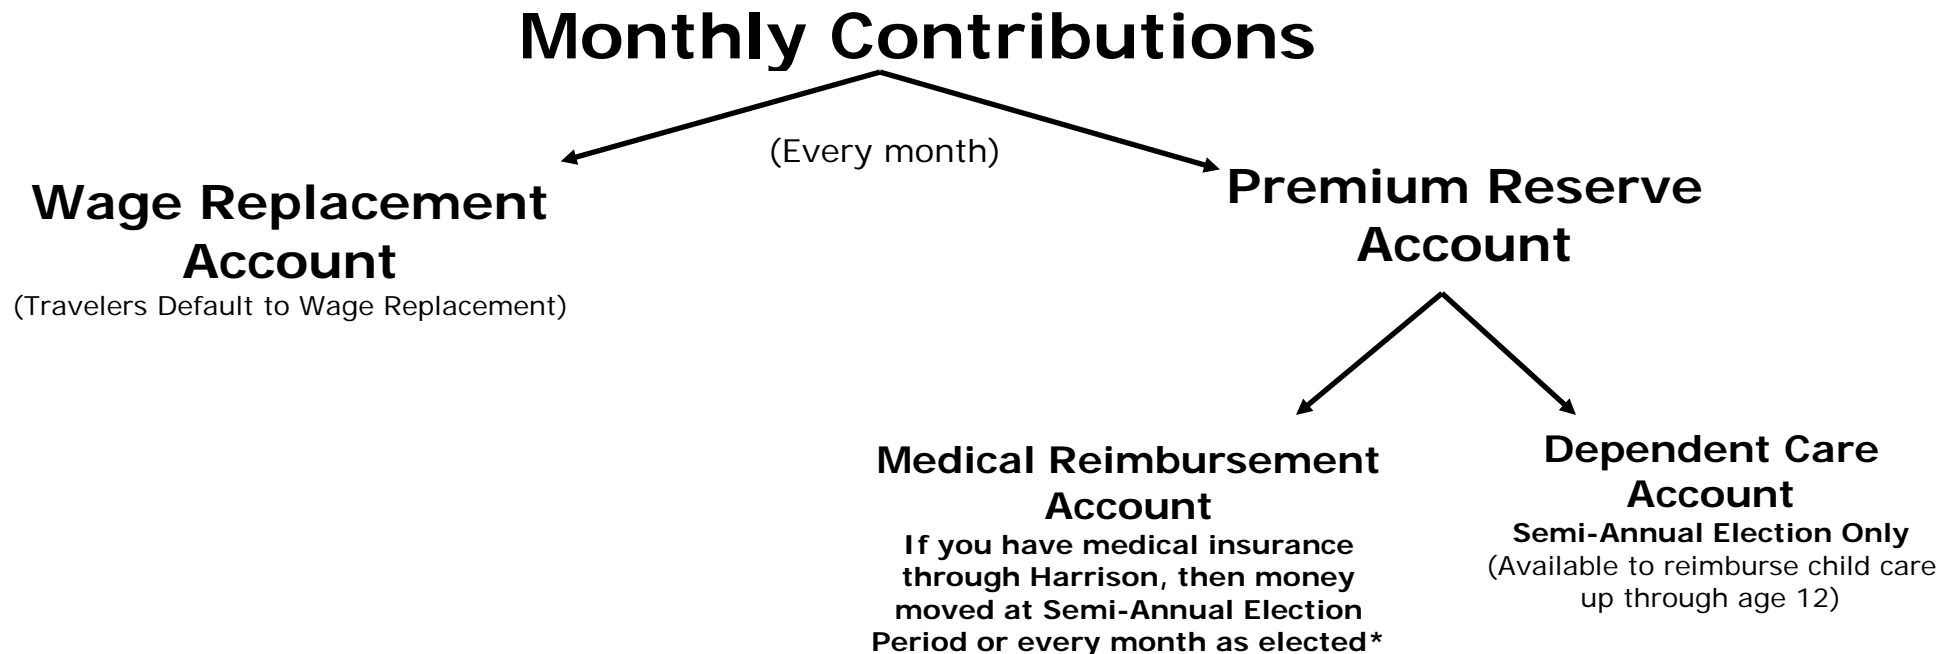 Monthly Contributions
(Every month)
Wage Replacement
Account
(Travelers Default to Wage Replacement)
Premium Reserve
Account
Medical Reimbursement
Account
If you have medical insurance
through Harrison, then money
moved at Semi-Annual Election
Period or every month as elected*
Dependent Care
Account
Semi-Annual Election Only
(Available to reimburse child care
up through age 12)